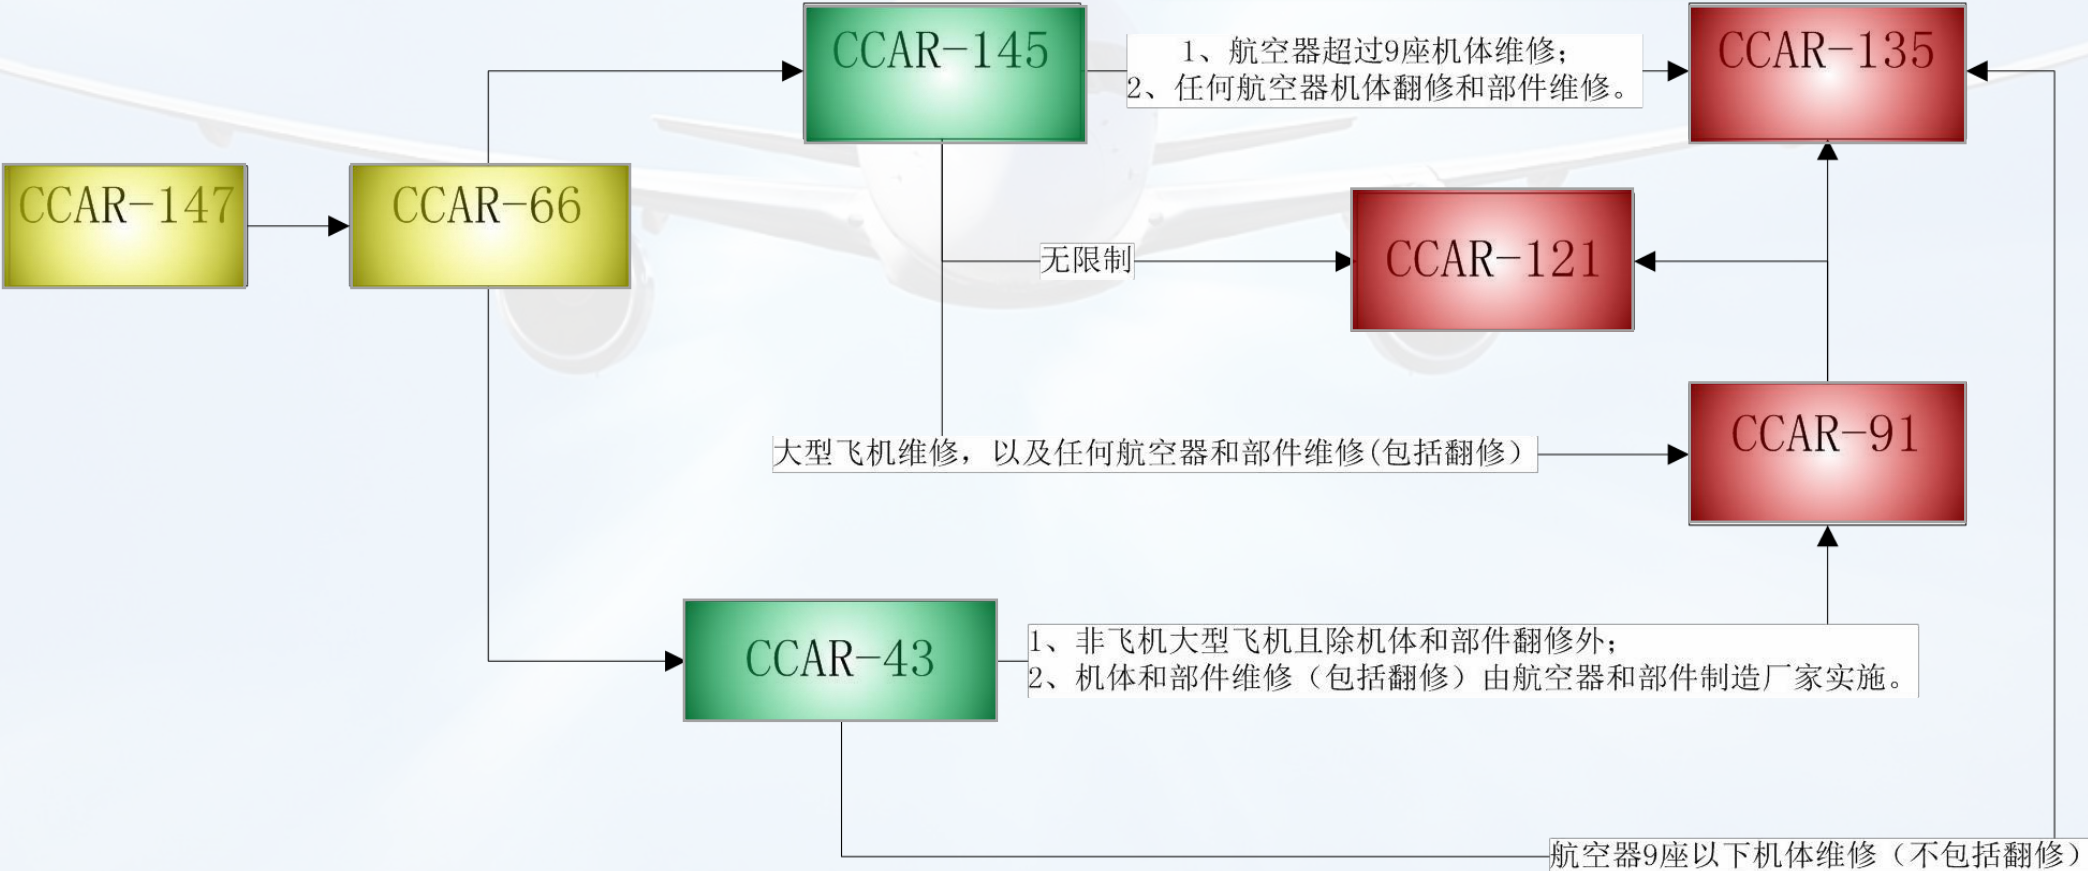 CCAR-145
1、航空器超过9座机体维修；
2、任何航空器机体翻修和部件维修。
CCAR-135
CCAR-147
CCAR-66
无限制
CCAR-121
大型飞机维修，以及任何航空器和部件维修(包括翻修）
CCAR-91
CCAR-43
1、非飞机大型飞机且除机体和部件翻修外；
2、机体和部件维修（包括翻修）由航空器和部件制造厂家实施。
航空器9座以下机体维修（不包括翻修）